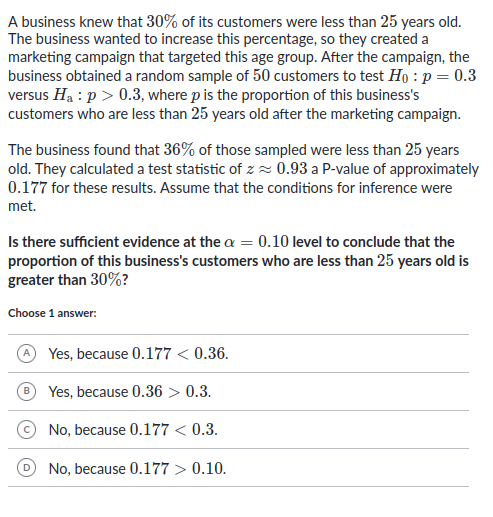 A business knew that 30% of its customers were less than 25 years old.
The business wanted to increase this percentage, so they created a
marketing campaign that targeted this age group. After the campaign, the
business obtained a random sample of 50 customers to test H₀ : p = 0.3
versus Hₐ : p > 0.3, where p is the proportion of this business's
customers who are less than 25 years old after the marketing campaign.
The business found that 36% of those sampled were less than 25 years
old. They calculated a test statistic of z ≈ 0.93 a P-value of approximately
0.177 for these results. Assume that the conditions for inference were
met.
Is there sufficient evidence at the α = 0.10 level to conclude that the
proportion of this business's customers who are less than 25 years old is
greater than 30%?
Choose 1 answer:
A Yes, because 0.177 < 0.36.
B Yes, because 0.36 > 0.3.
C No, because 0.177 < 0.3.
D No, because 0.177 > 0.10.